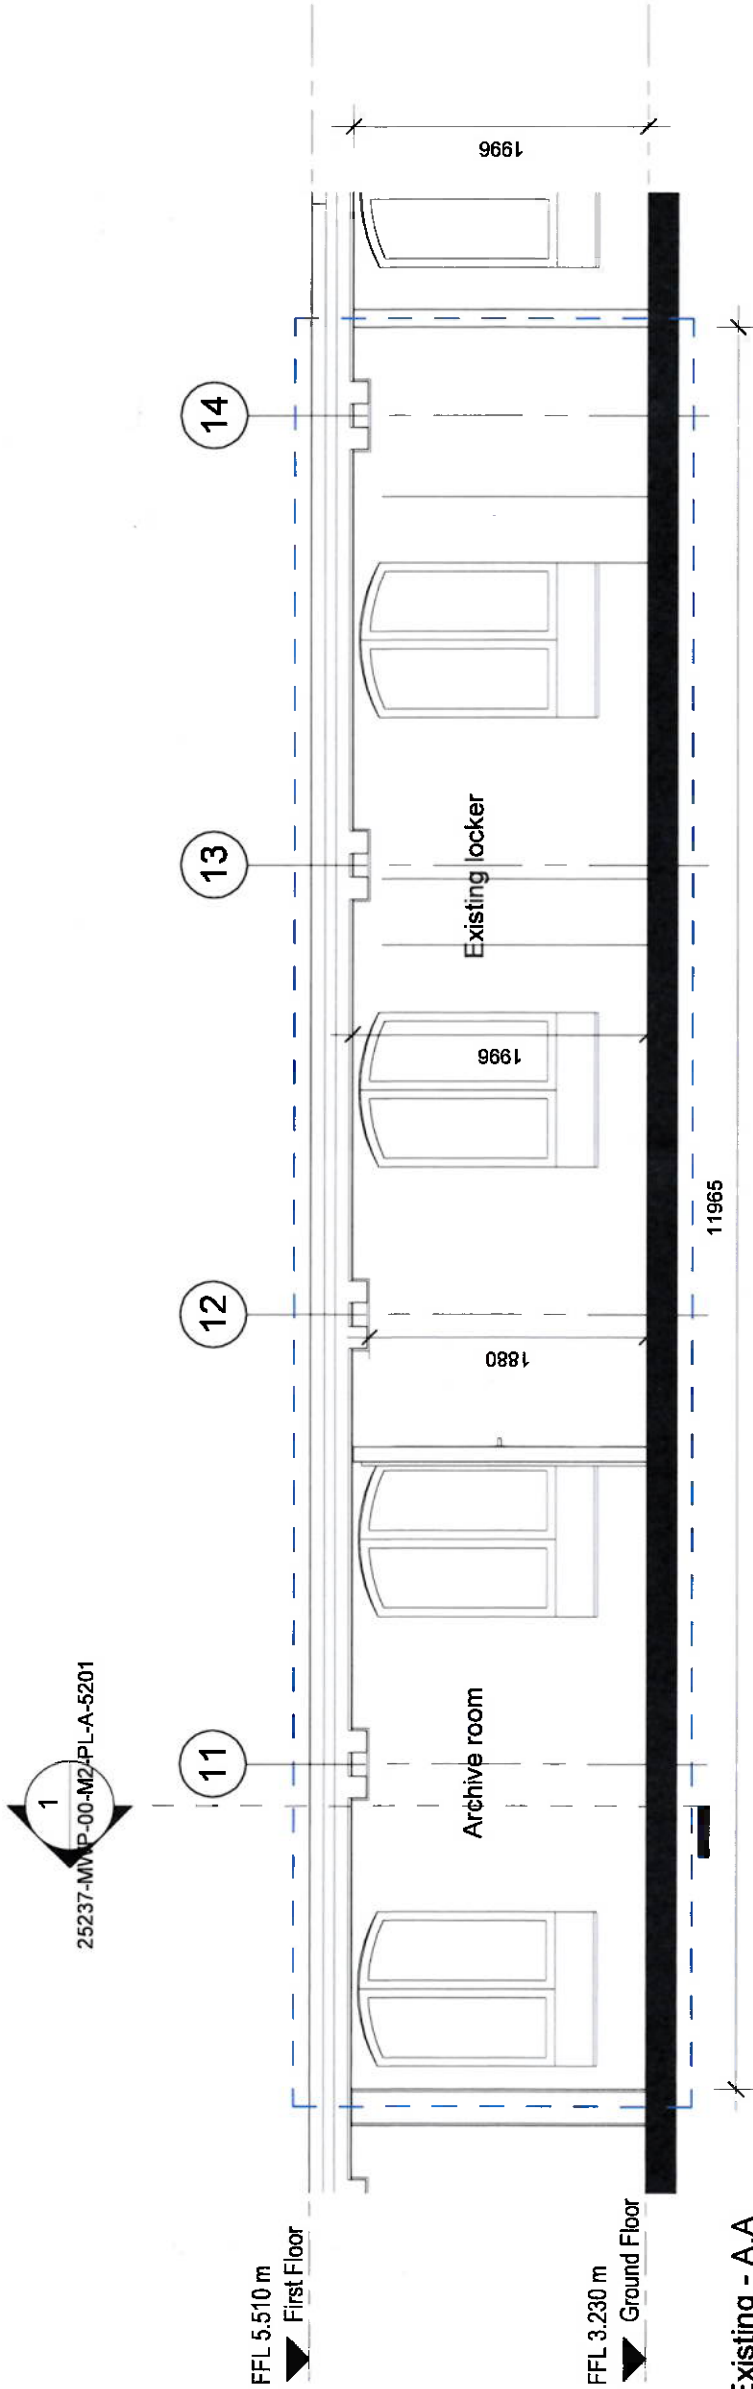 1
25237-MWP-00-M2-PL-A-5201
11
12
13
14
FFL 5.510 m
First Floor
Archive room
Existing locker
1880
1996
1996
FFL 3.230 m
Ground Floor
11965
Existing - A.A